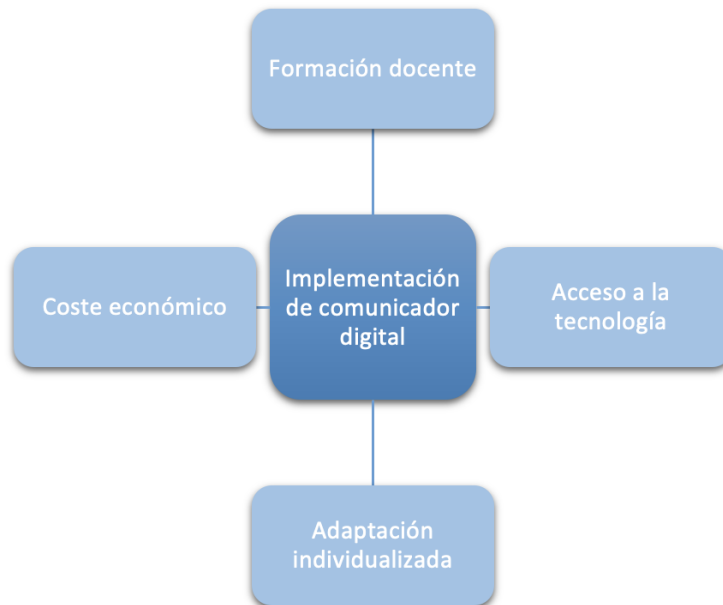 Formación docente
Coste económico
Implementación
de comunicador
digital
Acceso a la
tecnología
Adaptación
individualizada